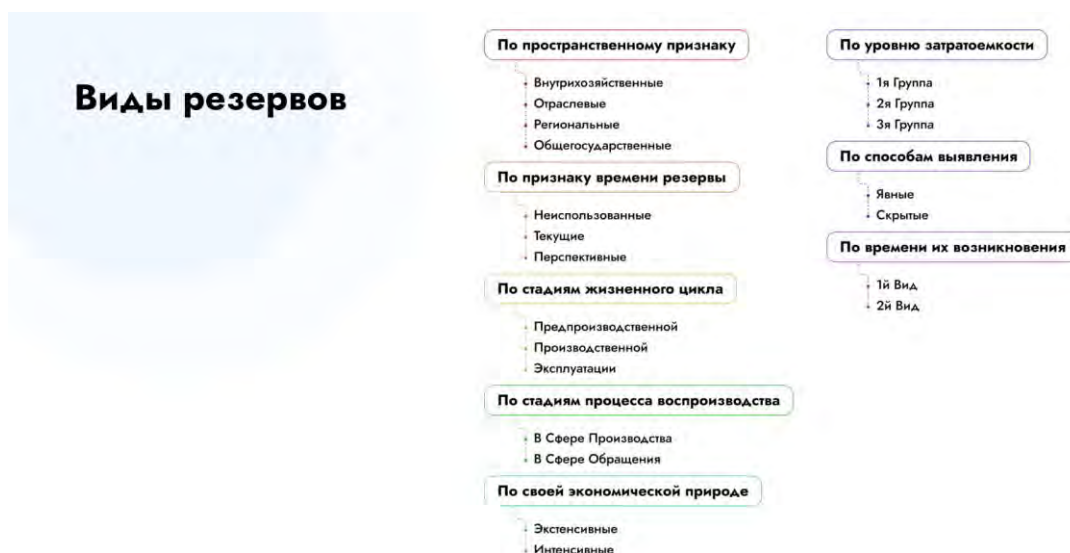 Виды резервов
По пространственному признаку
Внутрихозяйственные
Отраслевые
Региональные
Общегосударственные
По признаку времени резервы
Неиспользованные
Текущие
Перспективные
По стадиям жизненного цикла
Предпроизводственной
Производственной
Эксплуатации
По стадиям процесса воспроизводства
В Сфере Производства
В Сфере Обращения
По своей экономической природе
Экстенсивные
Интенсивные
По уровню затратоемкости
1я Группа
2я Группа
3я Группа
По способам выявления
Явные
Скрытые
По времени их возникновения
1й Вид
2й Вид